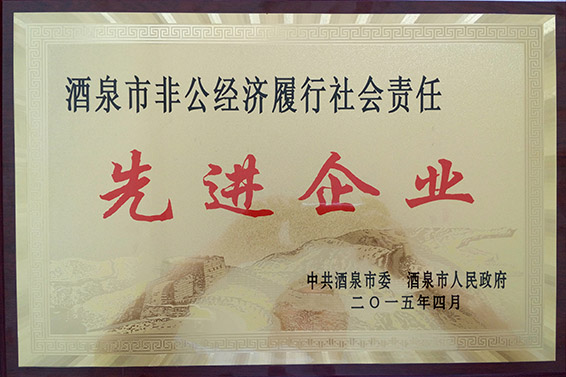 酒泉市非公经济履行社会责任
先进企业
中共酒泉市委 酒泉市人民政府
二〇一五年四月